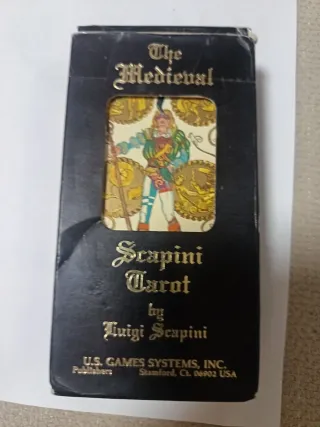 The
Medieval
Scapini
Tarot
by
Luigi Scapini
U.S. GAMES SYSTEMS, INC.
Publishers Stamford, Ct. 06902 USA